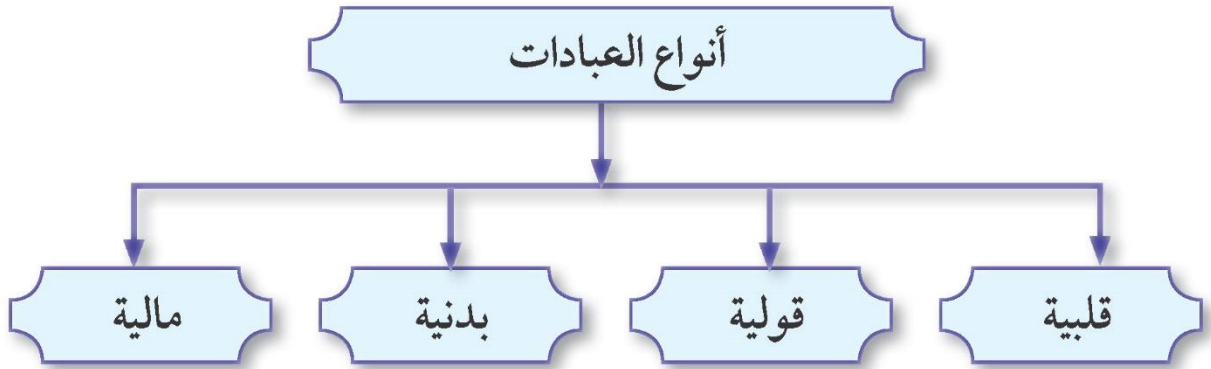 أنواع العبادات
قلبية
قولية
بدنية
مالية